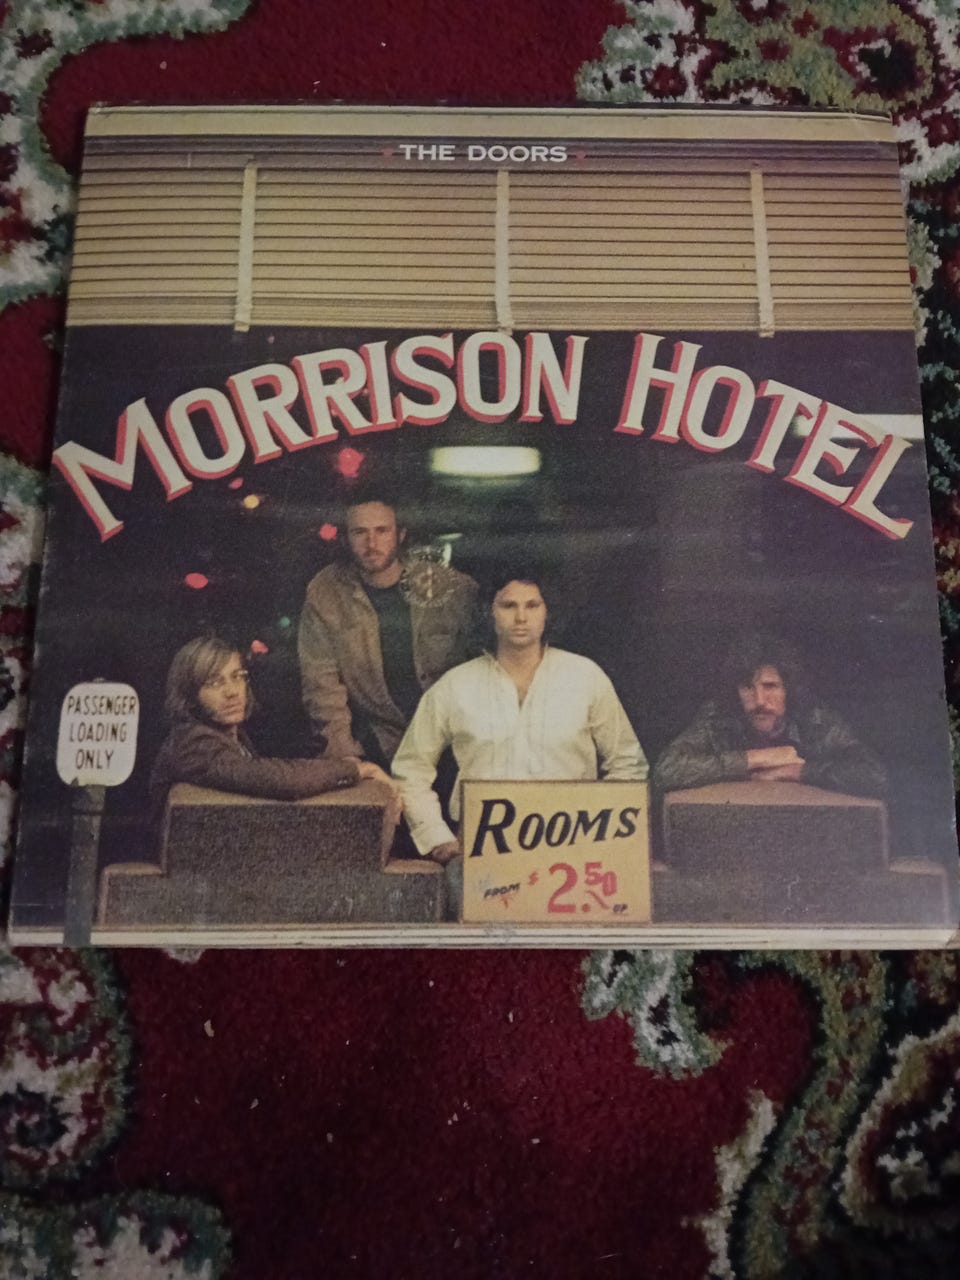 THE DOORS
MORRISON HOTEL
PASSENGER
LOADING
ONLY
ROOMS
FROM $ 2.50 UP